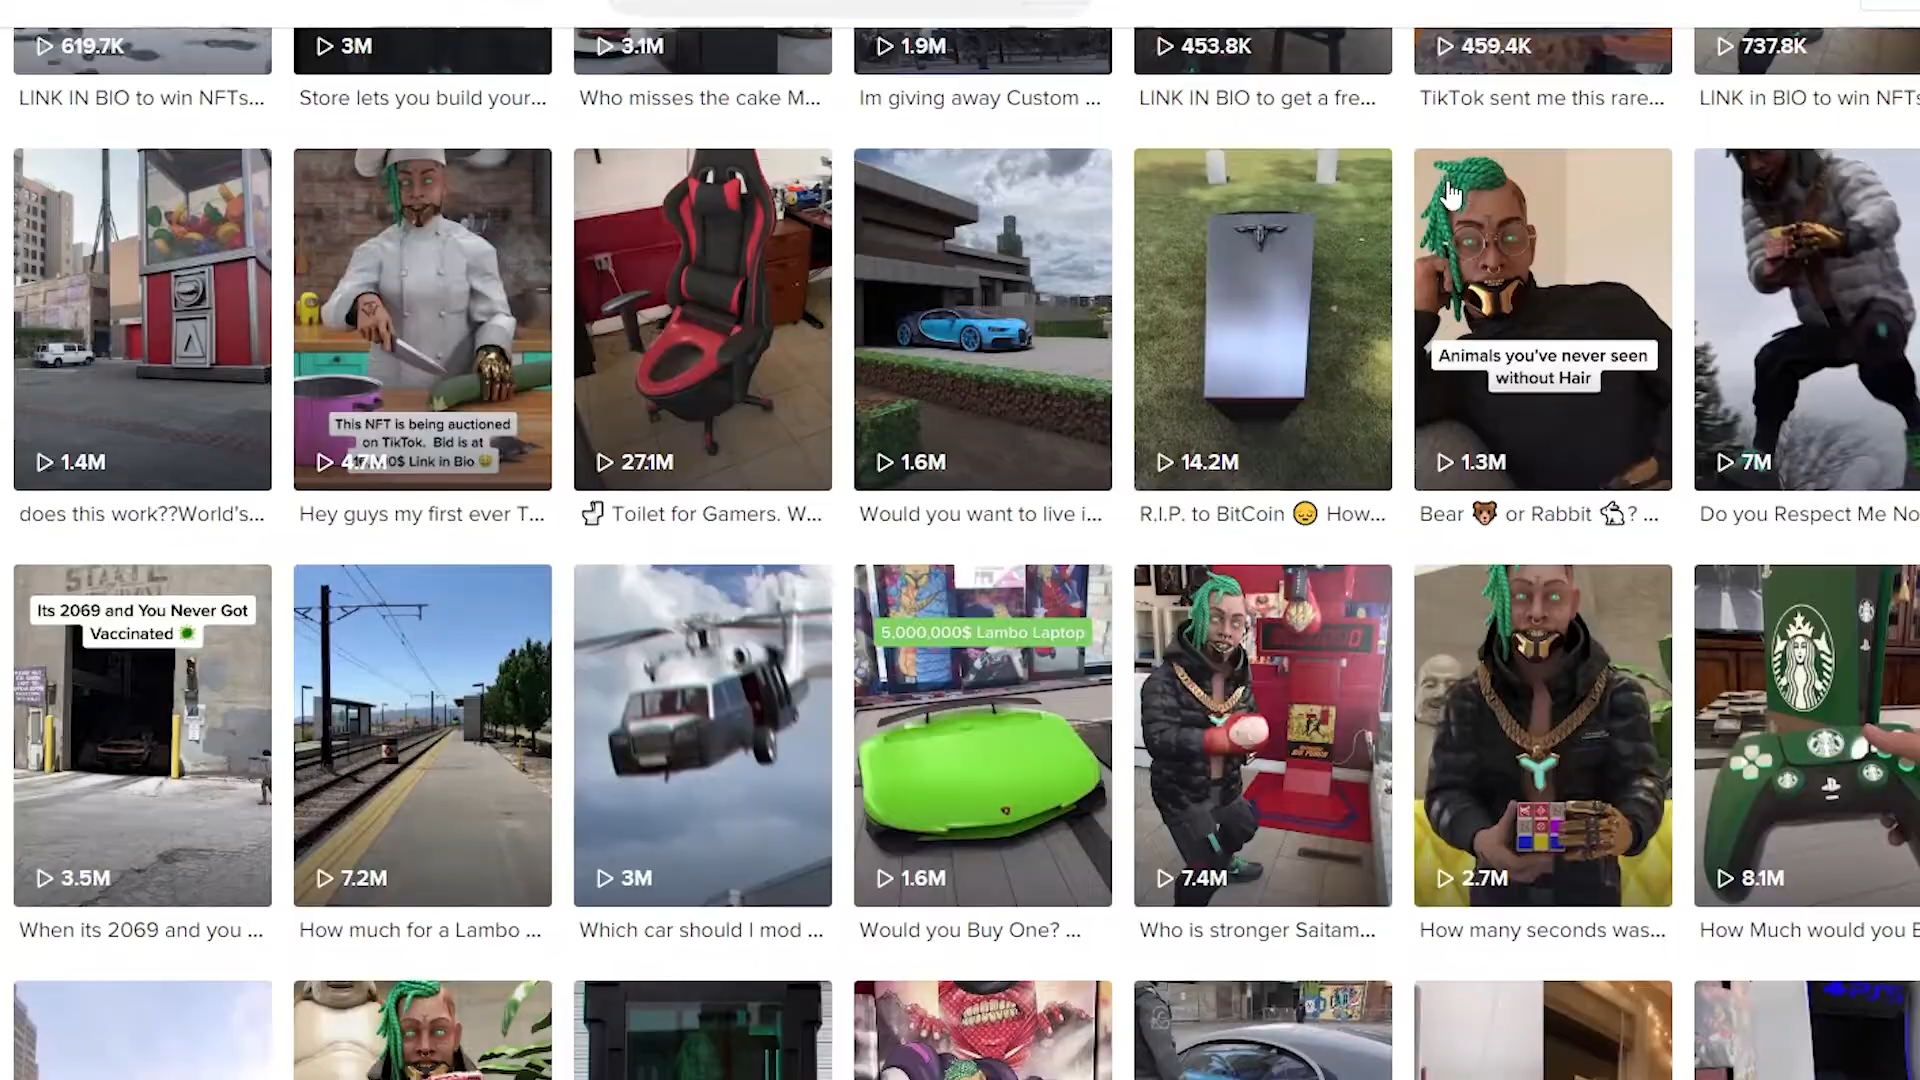 619.7K
3M
3.1M
1.9M
453.8K
459.4K
737.8K
LINK IN BIO to win NFTs...
Store lets you build your...
Who misses the cake M...
Im giving away Custom ...
LINK IN BIO to get a fre...
TikTok sent me this rare...
LINK in BIO to win NFTs
Animals you've never seen
without Hair
This NFT is being auctioned
on TikTok. Bid is at
0$ Link in Bio 😂
1.4M
4.7M
27.1M
1.6M
14.2M
1.3M
7M
does this work??World's...
Hey guys my first ever T...
🚽 Toilet for Gamers. W...
Would you want to live i...
R.I.P. to BitCoin 😔 How...
Bear 🐻 or Rabbit 🐇? ...
Do you Respect Me No
Its 2069 and You Never Got
Vaccinated
5,000,000$ Lambo Laptop
3.5M
7.2M
3M
1.6M
7.4M
2.7M
8.1M
When its 2069 and you ...
How much for a Lambo ...
Which car should I mod ...
Would you Buy One? ...
Who is stronger Saitam...
How many seconds was...
How Much would you B
PS5